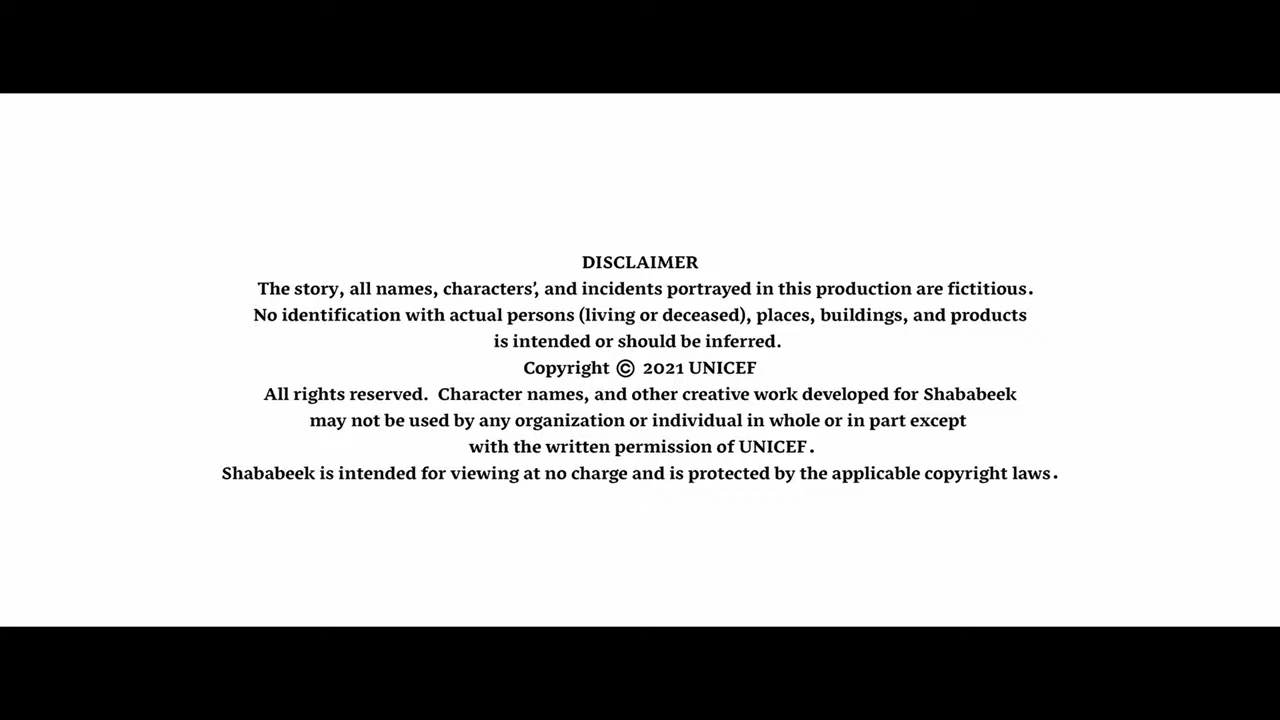 DISCLAIMER
The story, all names, characters’, and incidents portrayed in this production are fictitious.
No identification with actual persons (living or deceased), places, buildings, and products
is intended or should be inferred.
Copyright © 2021 UNICEF
All rights reserved.  Character names, and other creative work developed for Shababeek
may not be used by any organization or individual in whole or in part except
with the written permission of UNICEF.
Shababeek is intended for viewing at no charge and is protected by the applicable copyright laws.